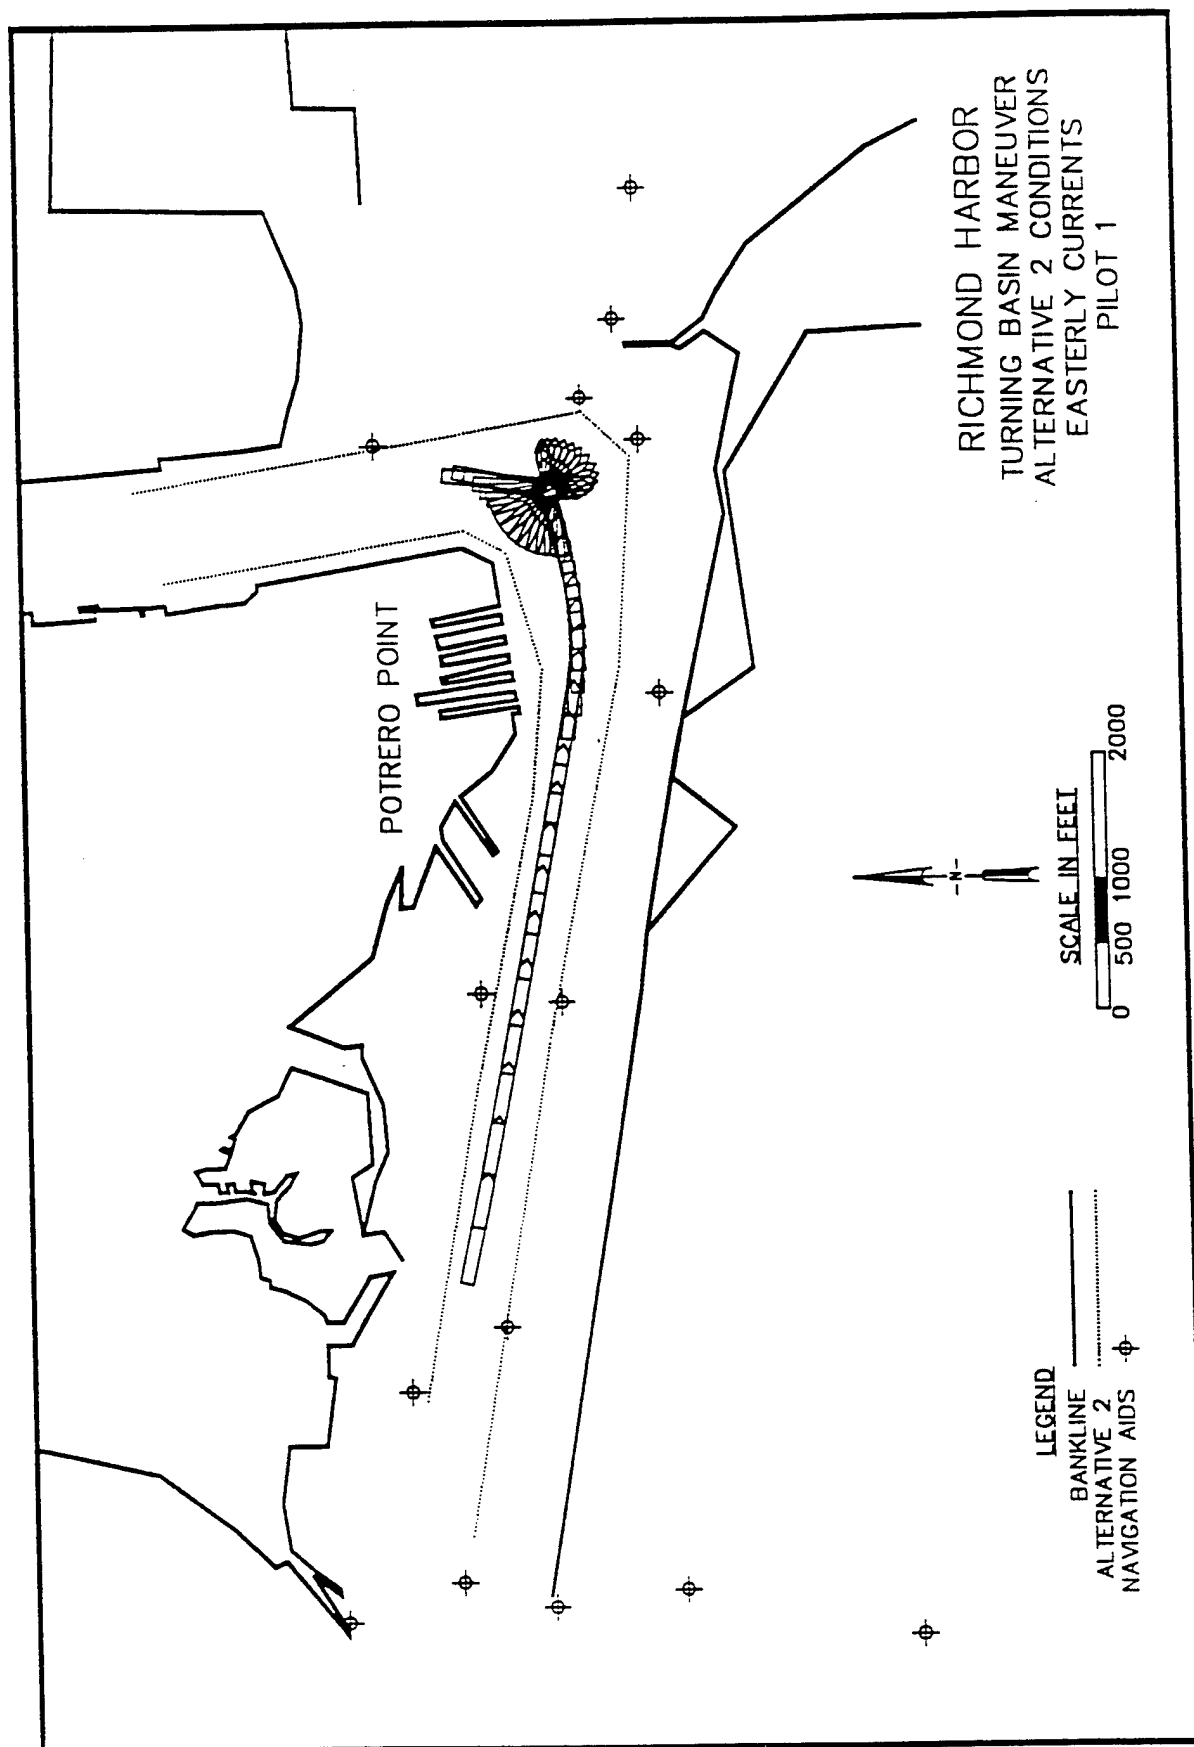 POTRERO POINT
RICHMOND HARBOR
TURNING BASIN MANEUVER
ALTERNATIVE 2 CONDITIONS
EASTERLY CURRENTS
PILOT 1
-N-
SCALE IN FEET
0 500 1000 2000
LEGEND
BANKLINE
ALTERNATIVE 2
NAVIGATION AIDS